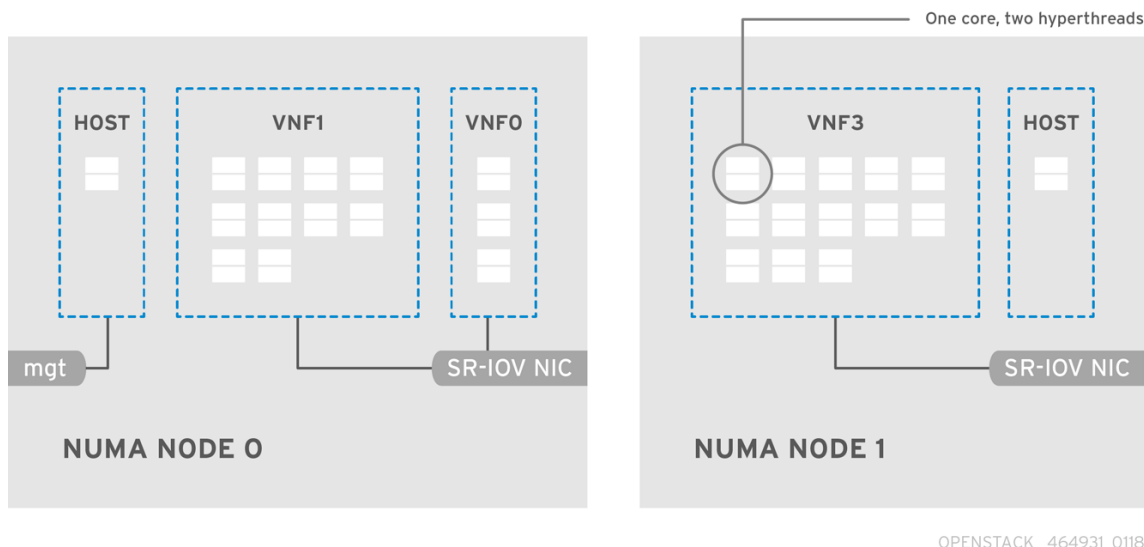 One core, two hyperthreads
HOST
VNF1
VNF0
VNF3
HOST
mgt
SR-IOV NIC
SR-IOV NIC
NUMA NODE 0
NUMA NODE 1
OPENSTACK_464931_0118